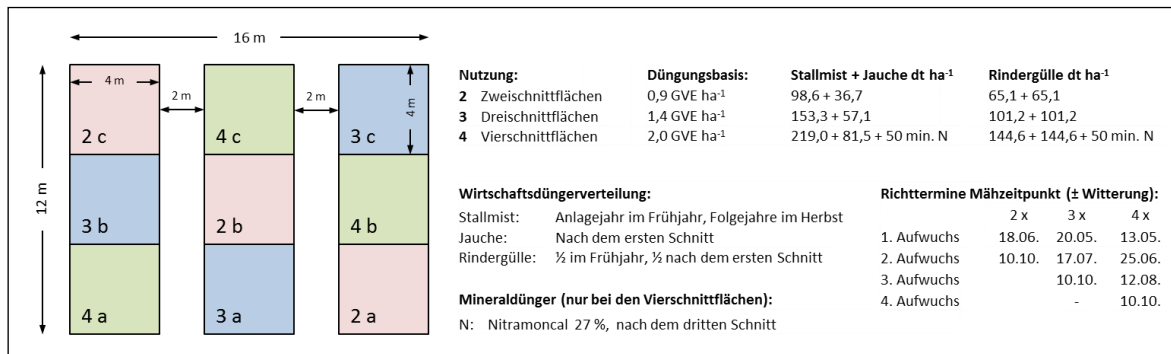 16 m
4 m
2 m
2 m
4 m
12 m
2 c
4 c
3 c
3 b
2 b
4 b
4 a
3 a
2 a
Nutzung: Düngungsbasis: Stallmist + Jauche dt ha⁻¹ Rindergülle dt ha⁻¹
2 Zweischnittflächen 0,9 GVE ha⁻¹ 98,6 + 36,7 65,1 + 65,1
3 Dreischnittflächen 1,4 GVE ha⁻¹ 153,3 + 57,1 101,2 + 101,2
4 Vierschnittflächen 2,0 GVE ha⁻¹ 219,0 + 81,5 + 50 min. N 144,6 + 144,6 + 50 min. N
Wirtschaftsdüngerverteilung:
Stallmist: Anlagejahr im Frühjahr, Folgejahre im Herbst
Jauche: Nach dem ersten Schnitt
Rindergülle: ½ im Frühjahr, ½ nach dem ersten Schnitt
Mineraldünger (nur bei den Vierschnittflächen):
N: Nitramoncal 27 %, nach dem dritten Schnitt
Richttermine Mähzeitpunkt (± Witterung):
2 x 3 x 4 x
1. Aufwuchs 18.06. 20.05. 13.05.
2. Aufwuchs 10.10. 17.07. 25.06.
3. Aufwuchs 10.10. 12.08.
4. Aufwuchs - 10.10.